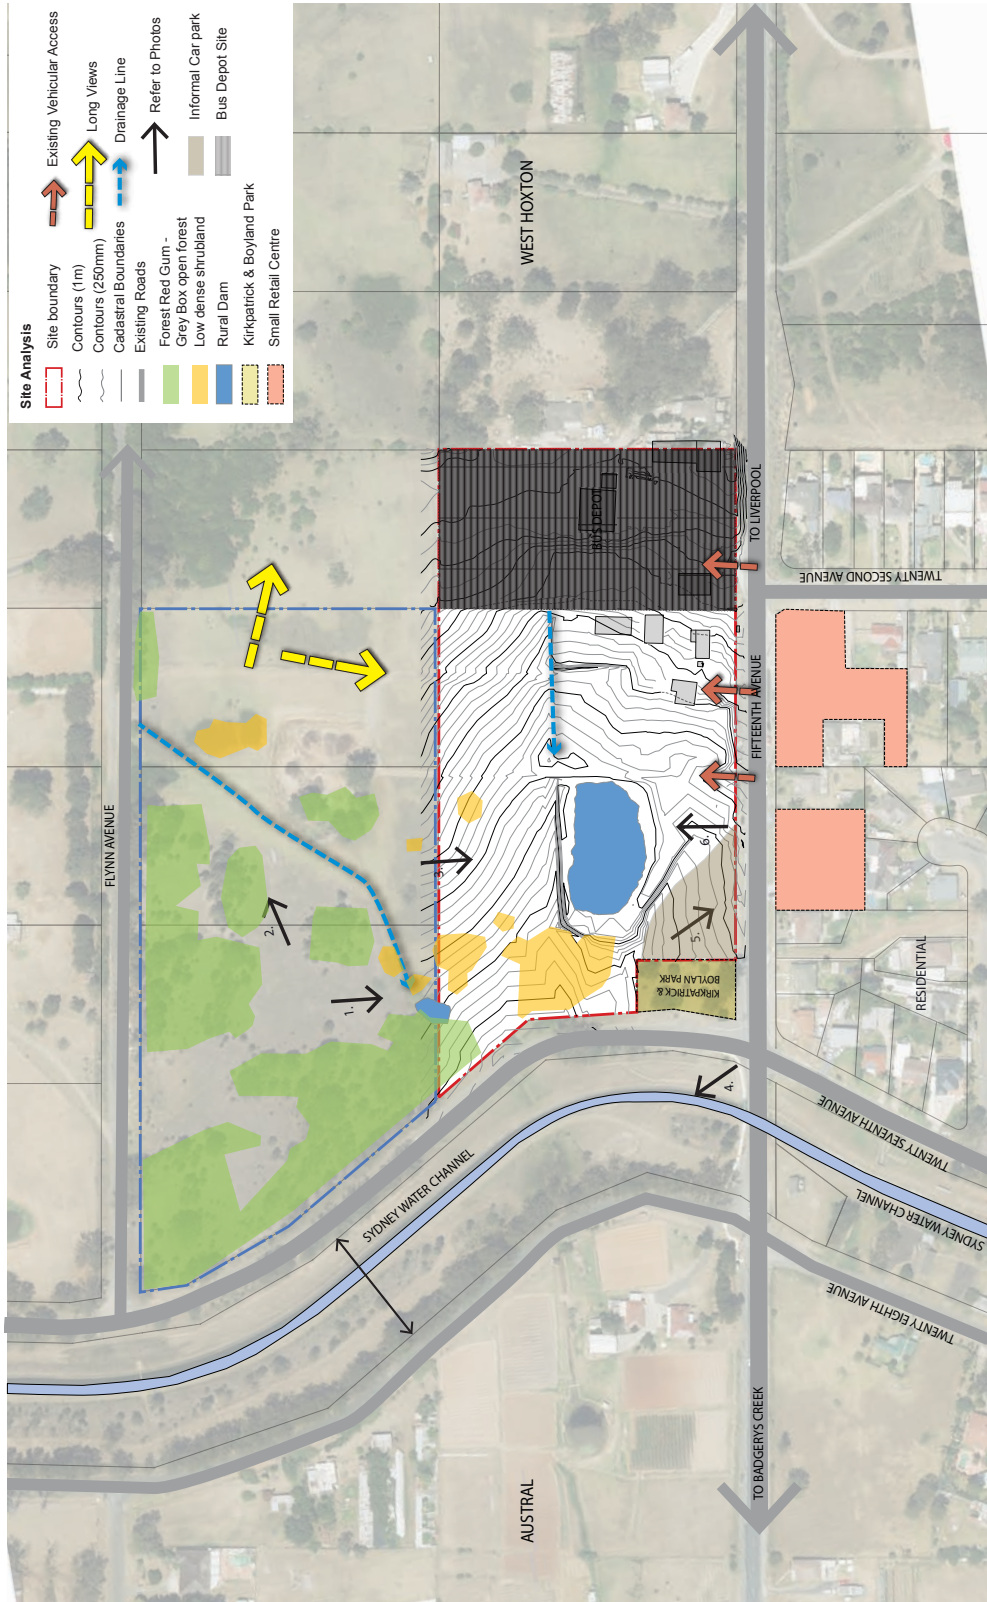 Site Analysis
Site boundary
Contours (1m)
Contours (250mm)
Cadastral Boundaries
Existing Roads
Forest Red Gum -
Grey Box open forest
Low dense shrubland
Rural Dam
Kirkpatrick & Boyland Park
Small Retail Centre
Existing Vehicular Access
Long Views
Drainage Line
Refer to Photos
Informal Car park
Bus Depot Site
FLYNN AVENUE
WEST HOXTON
BUS DEPOT
TO LIVERPOOL
TWENTY SECOND AVENUE
FIFTEENTH AVENUE
1.
2.
3.
4.
5.
6.
KIRKPATRICK &
BOYLAN PARK
RESIDENTIAL
SYDNEY WATER CHANNEL
TWENTY SEVENTH AVENUE
SYDNEY WATER CHANNEL
TWENTY EIGHTH AVENUE
TO BADGERYS CREEK
AUSTRAL